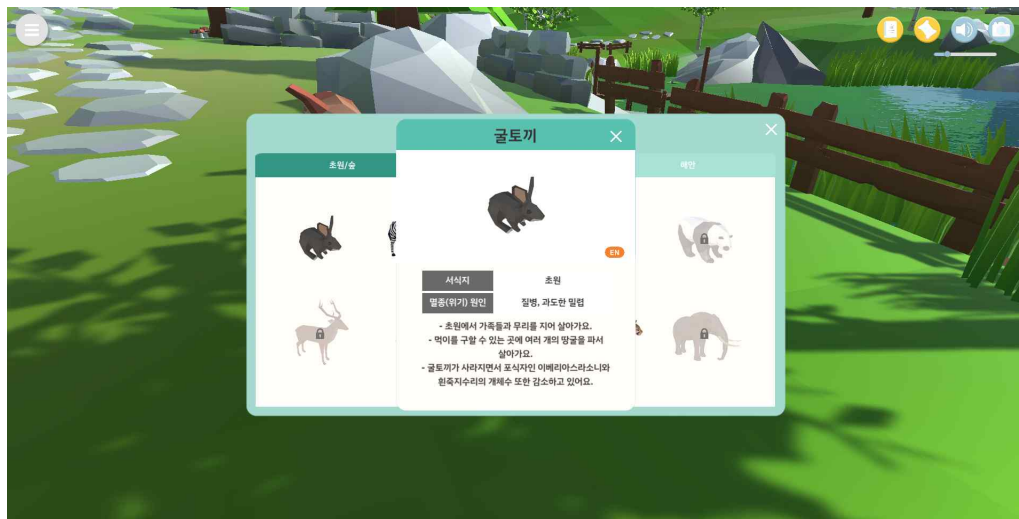 굴토끼
초원/숲
해안
EN
서식지 초원
멸종(위기) 원인 질병, 과도한 밀렵
- 초원에서 가족들과 무리를 지어 살아가요.
- 먹이를 구할 수 있는 곳에 여러 개의 땅굴을 파서
살아가요.
- 굴토끼가 사라지면서 포식자인 이베리아스라소니와
흰죽지수리의 개체수 또한 감소하고 있어요.